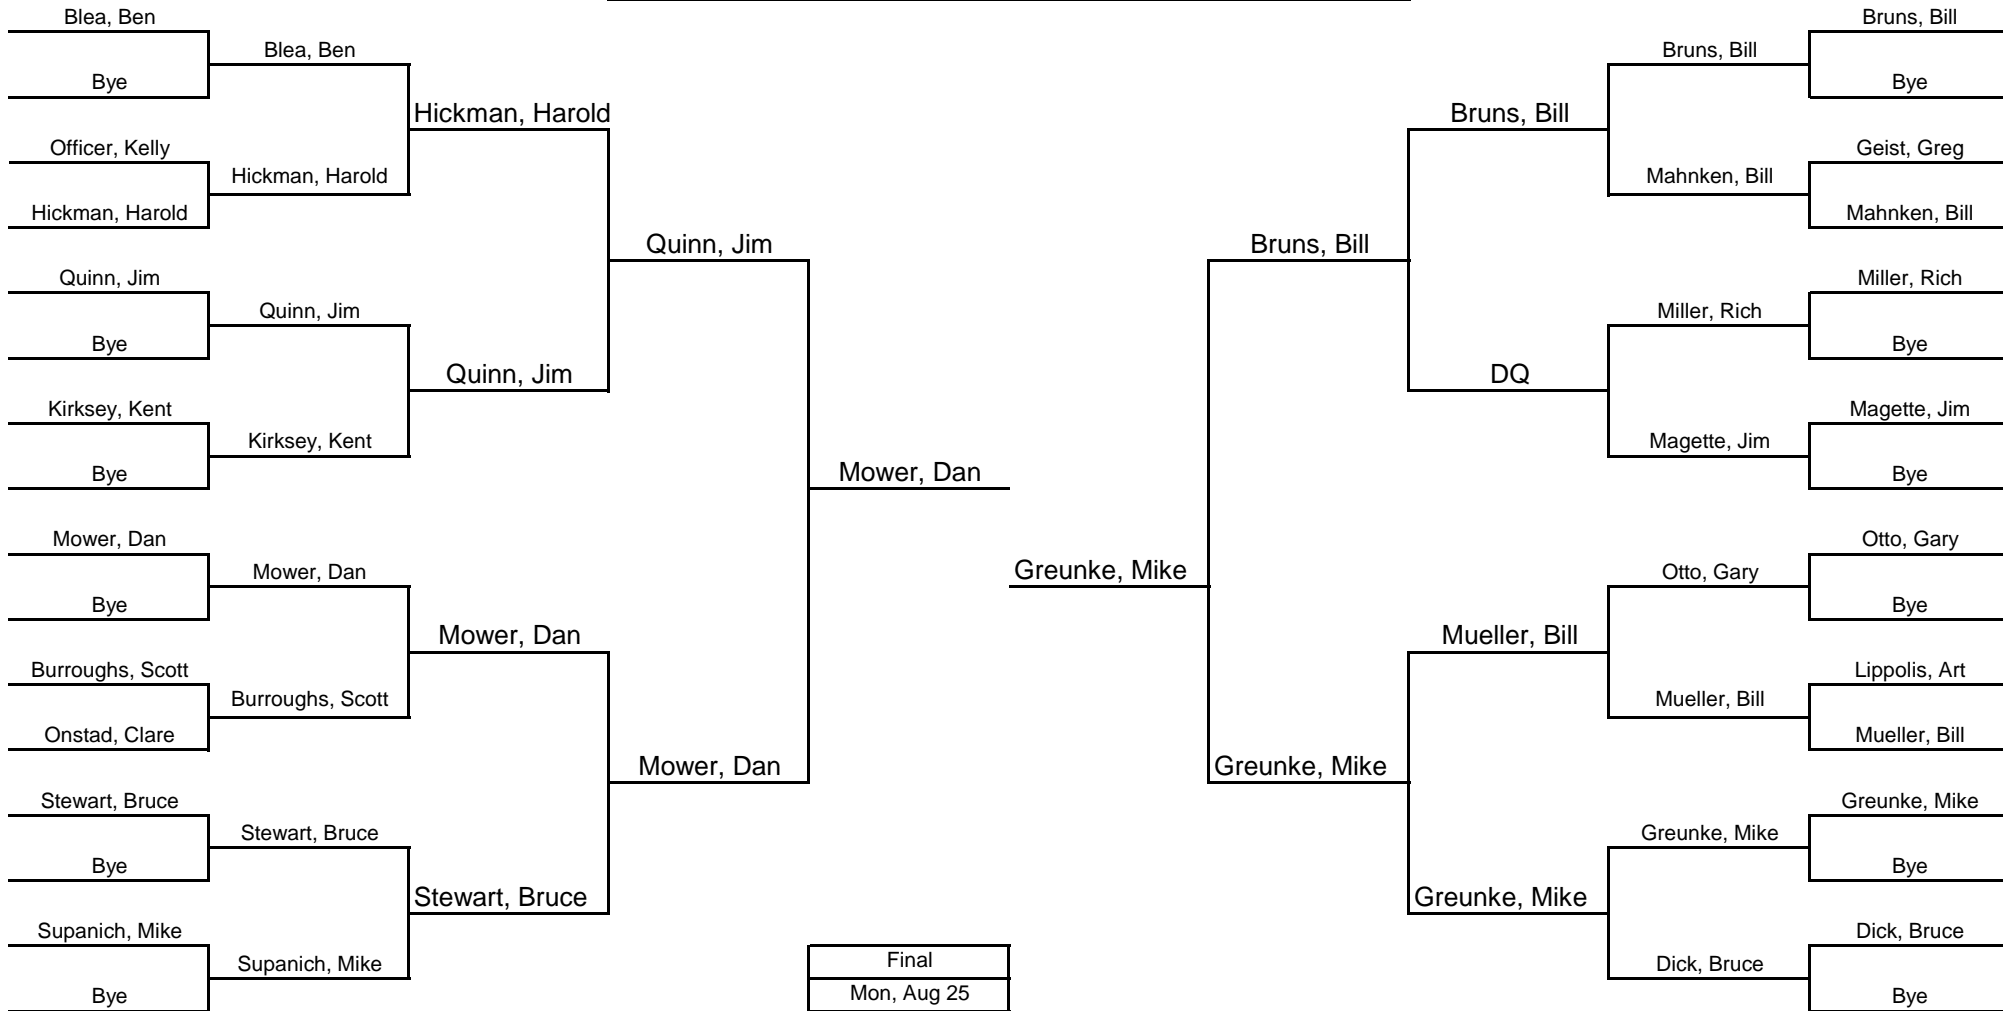 Blea, Ben
Bye
Officer, Kelly
Hickman, Harold
Quinn, Jim
Bye
Kirksey, Kent
Bye
Mower, Dan
Bye
Burroughs, Scott
Onstad, Clare
Stewart, Bruce
Bye
Supanich, Mike
Bye
Blea, Ben
Hickman, Harold
Quinn, Jim
Kirksey, Kent
Mower, Dan
Burroughs, Scott
Stewart, Bruce
Supanich, Mike
Hickman, Harold
Quinn, Jim
Mower, Dan
Stewart, Bruce
Quinn, Jim
Mower, Dan
Mower, Dan
Final
Mon, Aug 25
Greunke, Mike
Bruns, Bill
Greunke, Mike
Bruns, Bill
DQ
Mueller, Bill
Greunke, Mike
Bruns, Bill
Mahnken, Bill
Miller, Rich
Magette, Jim
Otto, Gary
Mueller, Bill
Greunke, Mike
Dick, Bruce
Bruns, Bill
Bye
Geist, Greg
Mahnken, Bill
Miller, Rich
Bye
Magette, Jim
Bye
Otto, Gary
Bye
Lippolis, Art
Mueller, Bill
Greunke, Mike
Bye
Dick, Bruce
Bye